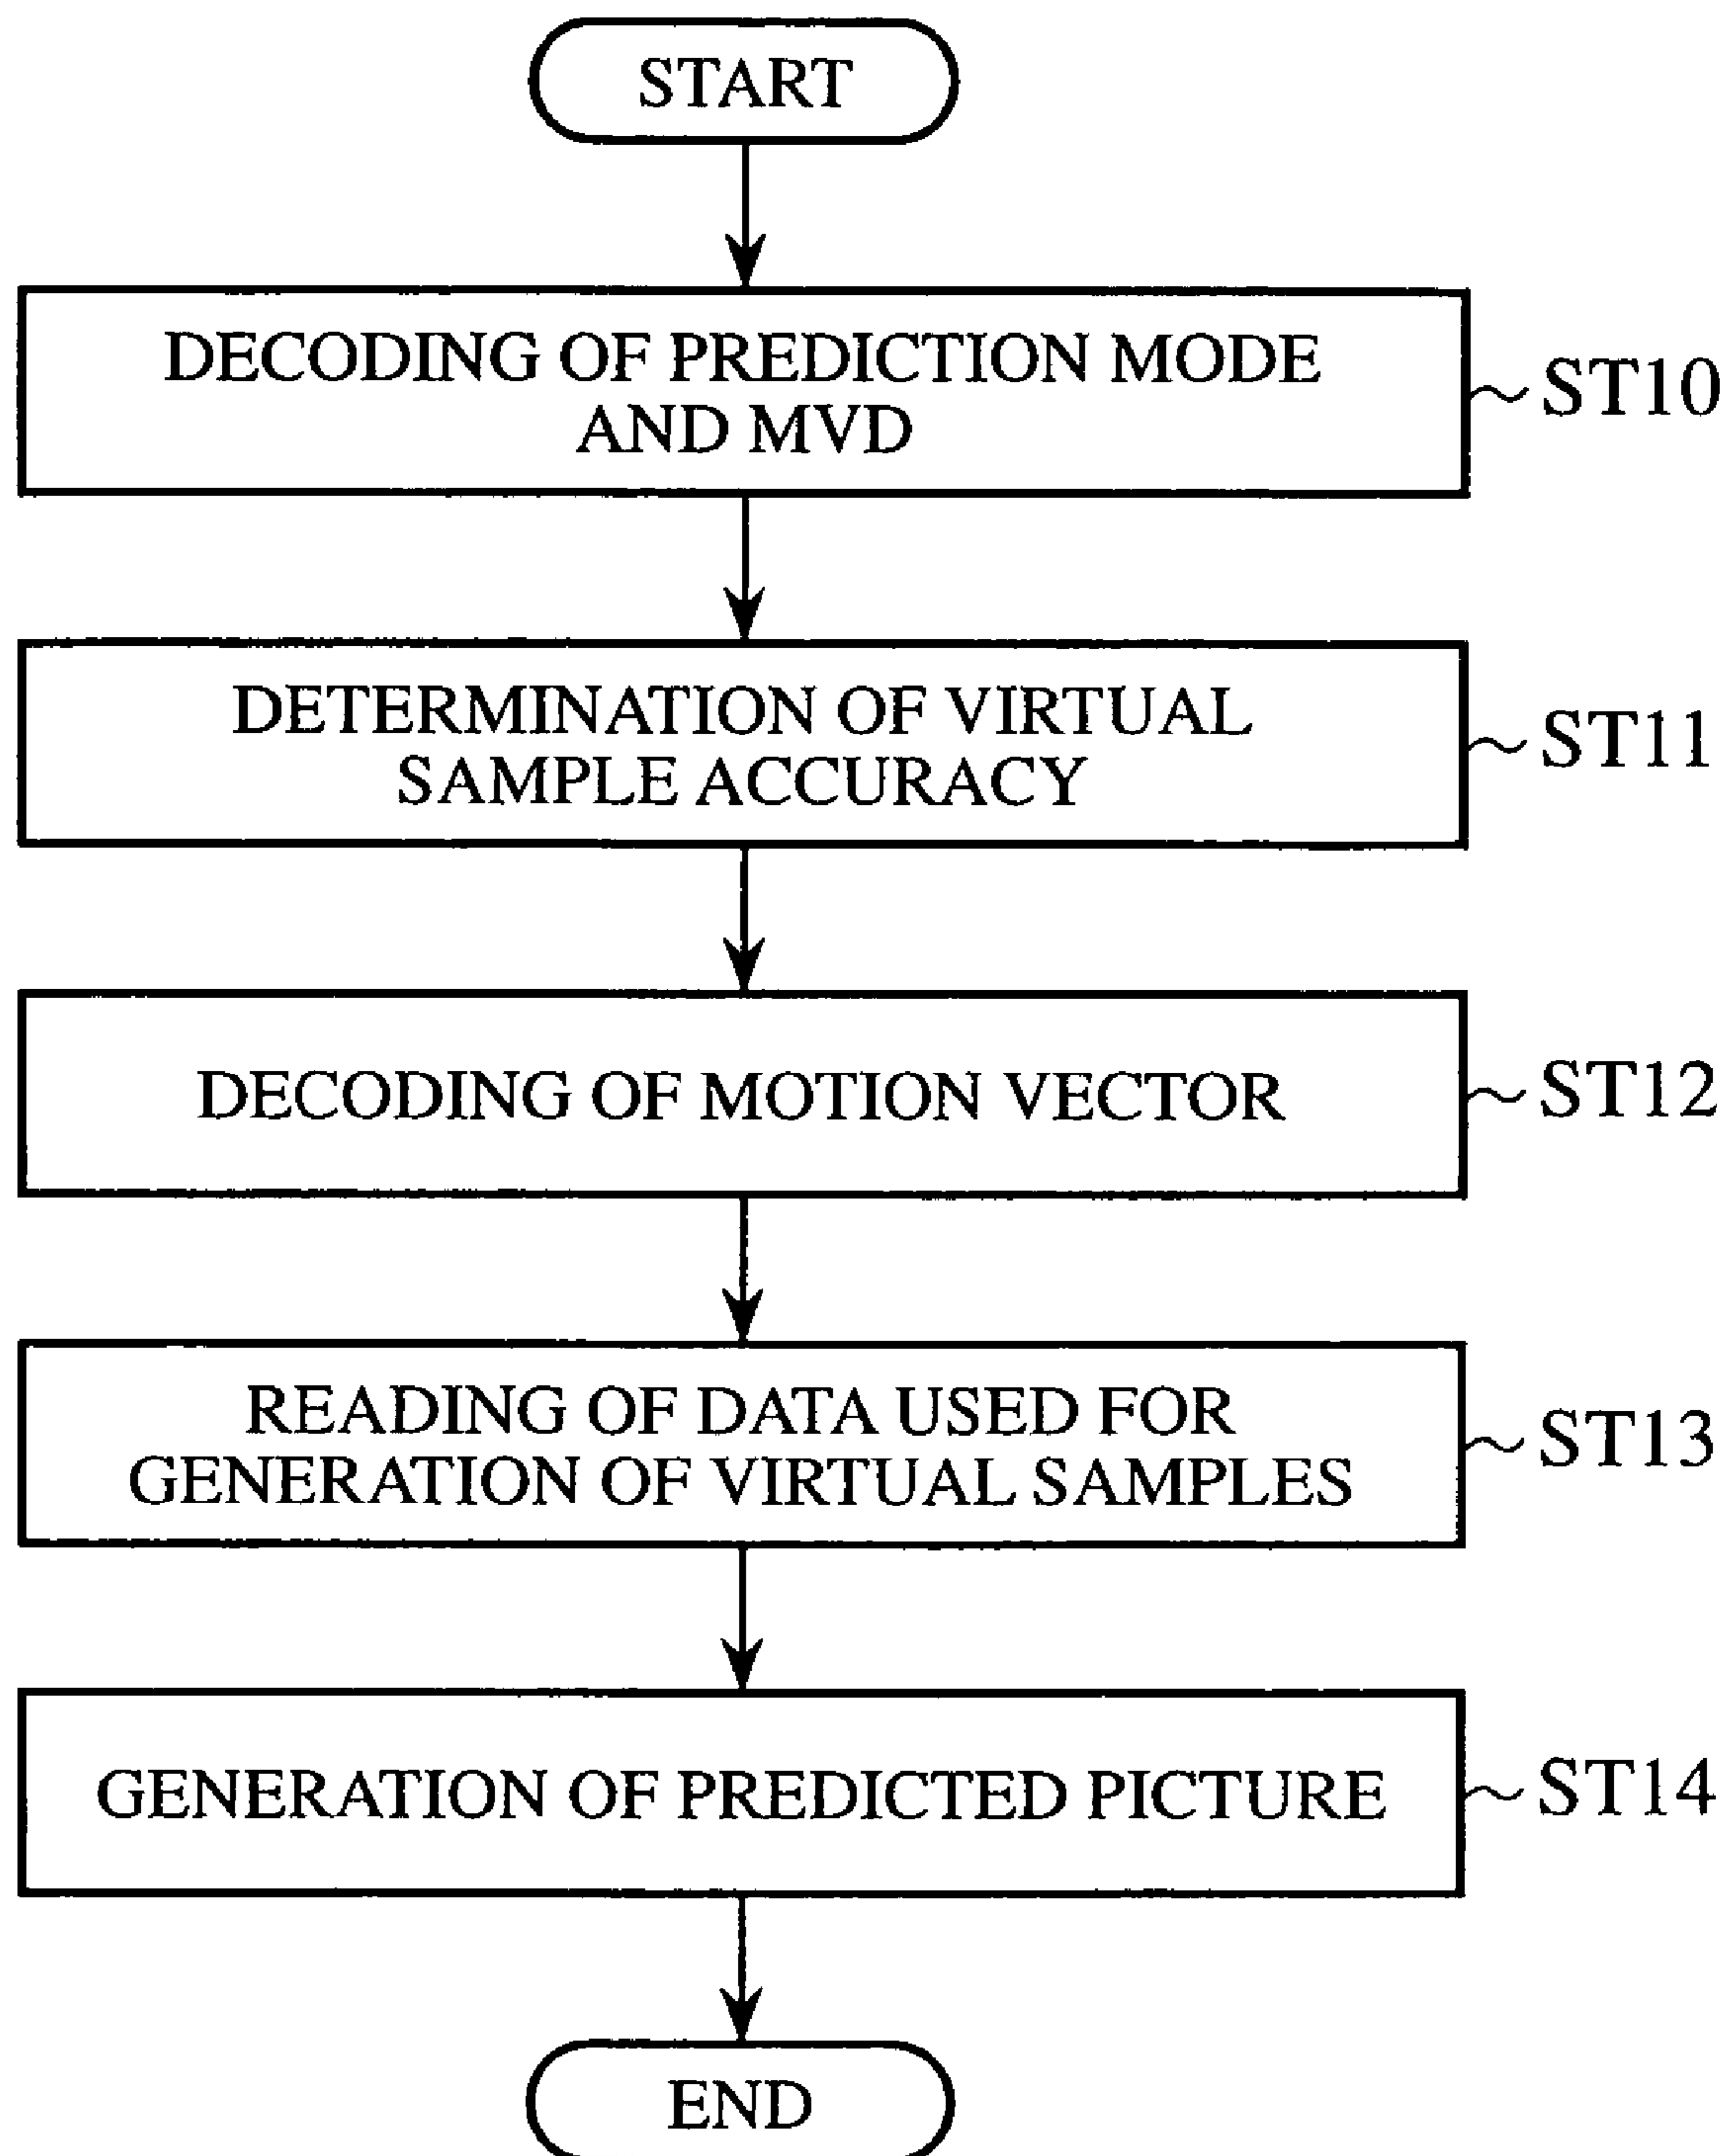 START
DECODING OF PREDICTION MODE
AND MVD
ST10
DETERMINATION OF VIRTUAL
SAMPLE ACCURACY
ST11
DECODING OF MOTION VECTOR
ST12
READING OF DATA USED FOR
GENERATION OF VIRTUAL SAMPLES
ST13
GENERATION OF PREDICTED PICTURE
ST14
END